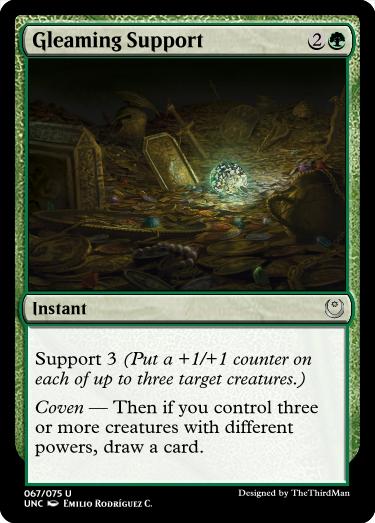 Gleaming Support 2
Instant
Support 3 (Put a +1/+1 counter on
each of up to three target creatures.)
Coven — Then if you control three
or more creatures with different
powers, draw a card.
067/075 U
UNC Emilio Rodríguez C.
Designed by TheThirdMan